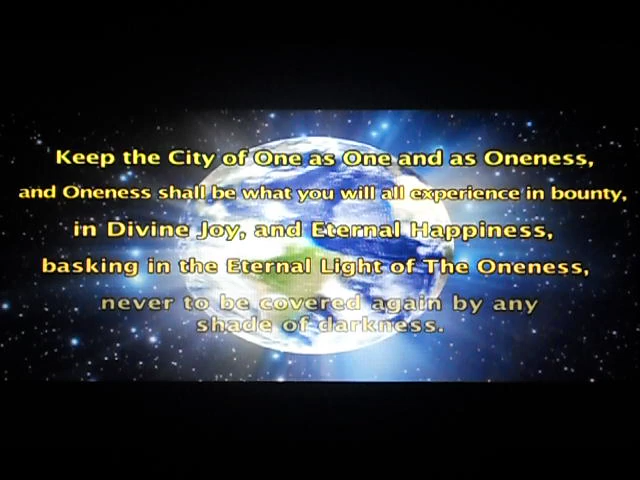 Keep the City of One as One and as Oneness,
and Oneness shall be what you will all experience in bounty,
in Divine Joy, and Eternal Happiness,
basking in the Eternal Light of The Oneness,
never to be covered again by any
shade of darkness.